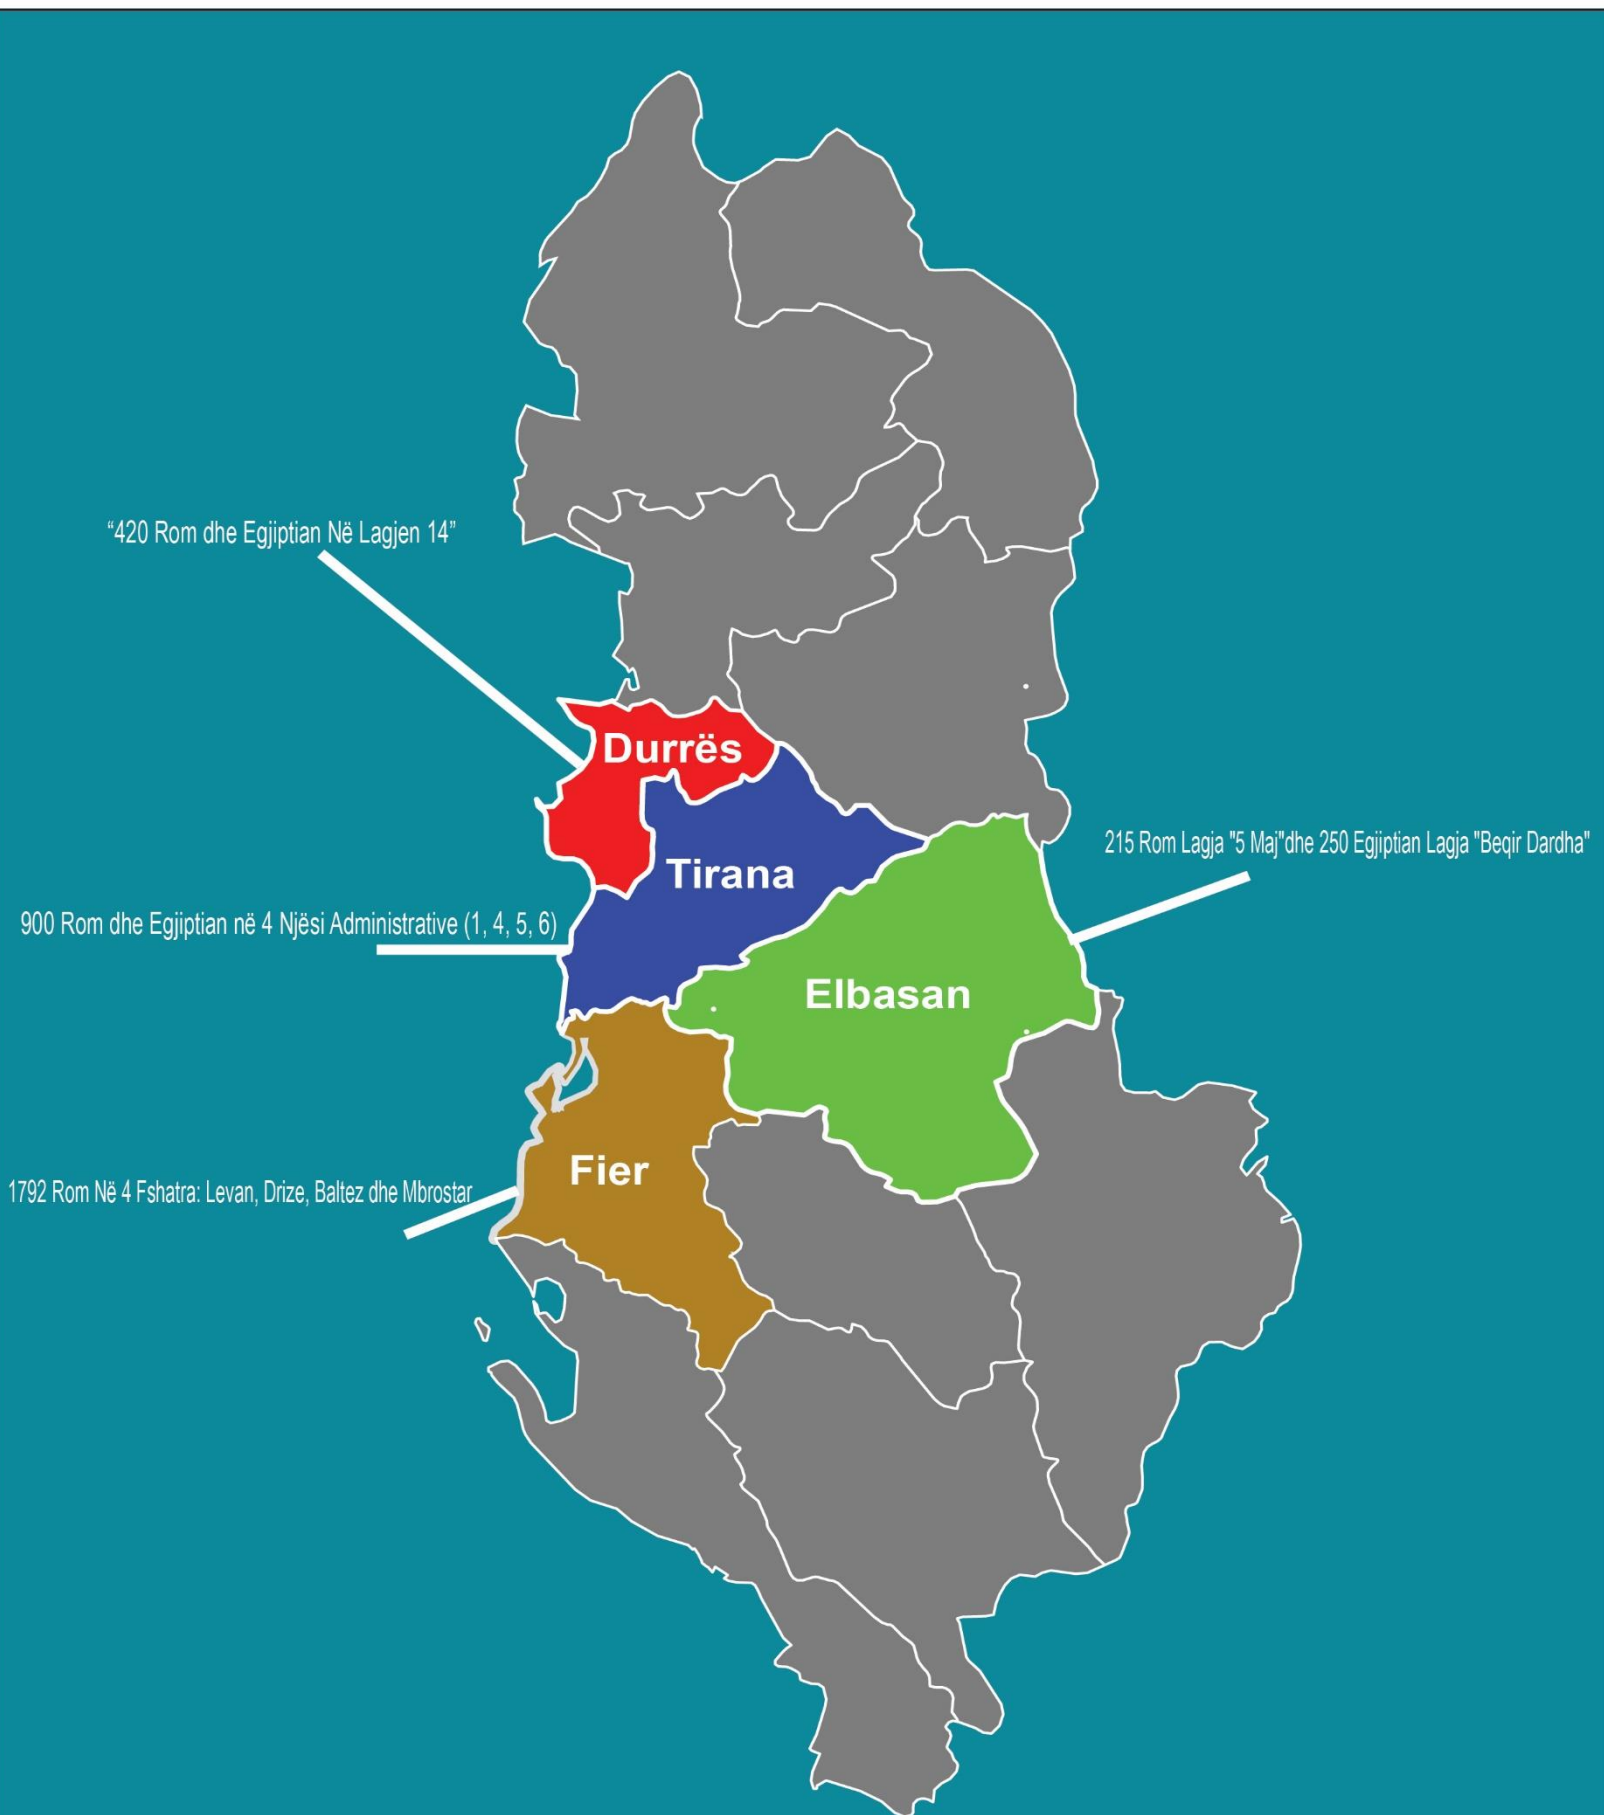 “420 Rom dhe Egjiptian Në Lagjen 14”
Durrës
215 Rom Lagja "5 Maj"dhe 250 Egjiptian Lagja "Beqir Dardha"
Tirana
900 Rom dhe Egjiptian në 4 Njësi Administrative (1, 4, 5, 6)
Elbasan
Fier
1792 Rom Në 4 Fshatra: Levan, Drize, Baltez dhe Mbrostar